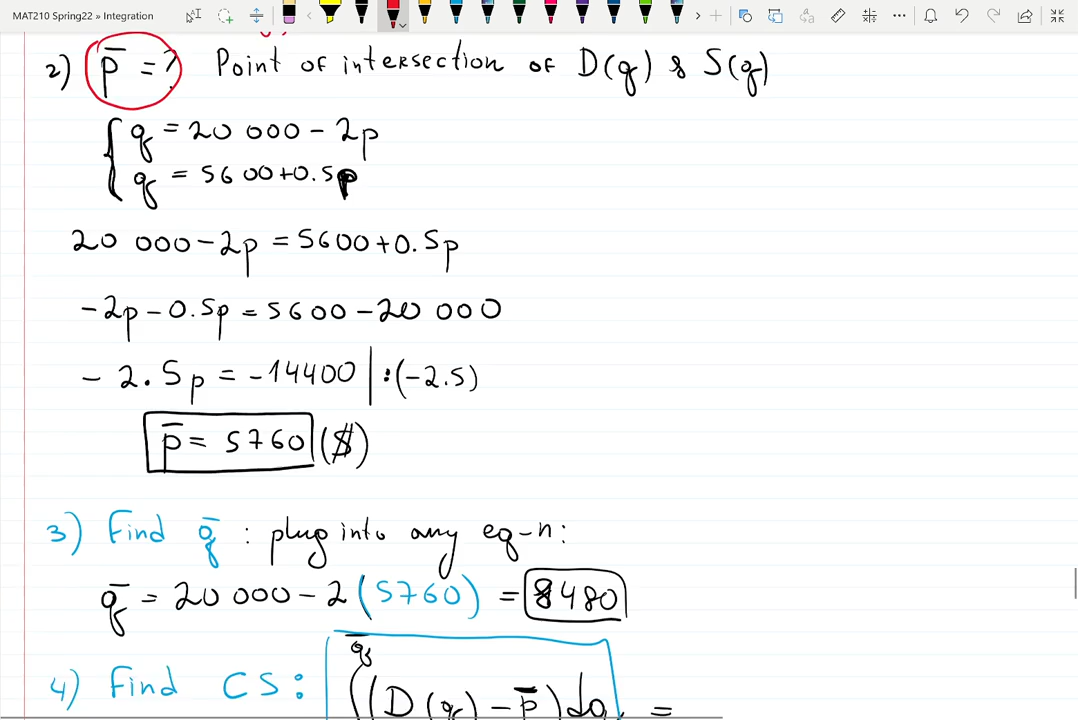 MAT210 Spring22 » Integration
2) p̄ = ? Point of intersection of D(q) & S(q)
{ q = 20 000 - 2p
q = 5600+0.5p
20 000 - 2p = 5600+0.5p
-2p - 0.5p = 5600 - 20 000
- 2.5p = -14400 | :(-2.5)
p̄ = 5760 ($)
3) Find q̄ : plug into any eq-n:
q̄ = 20 000 - 2 (5760) = 8480
4) Find CS: ∫ q̄ (D(q) - p̄) dq =